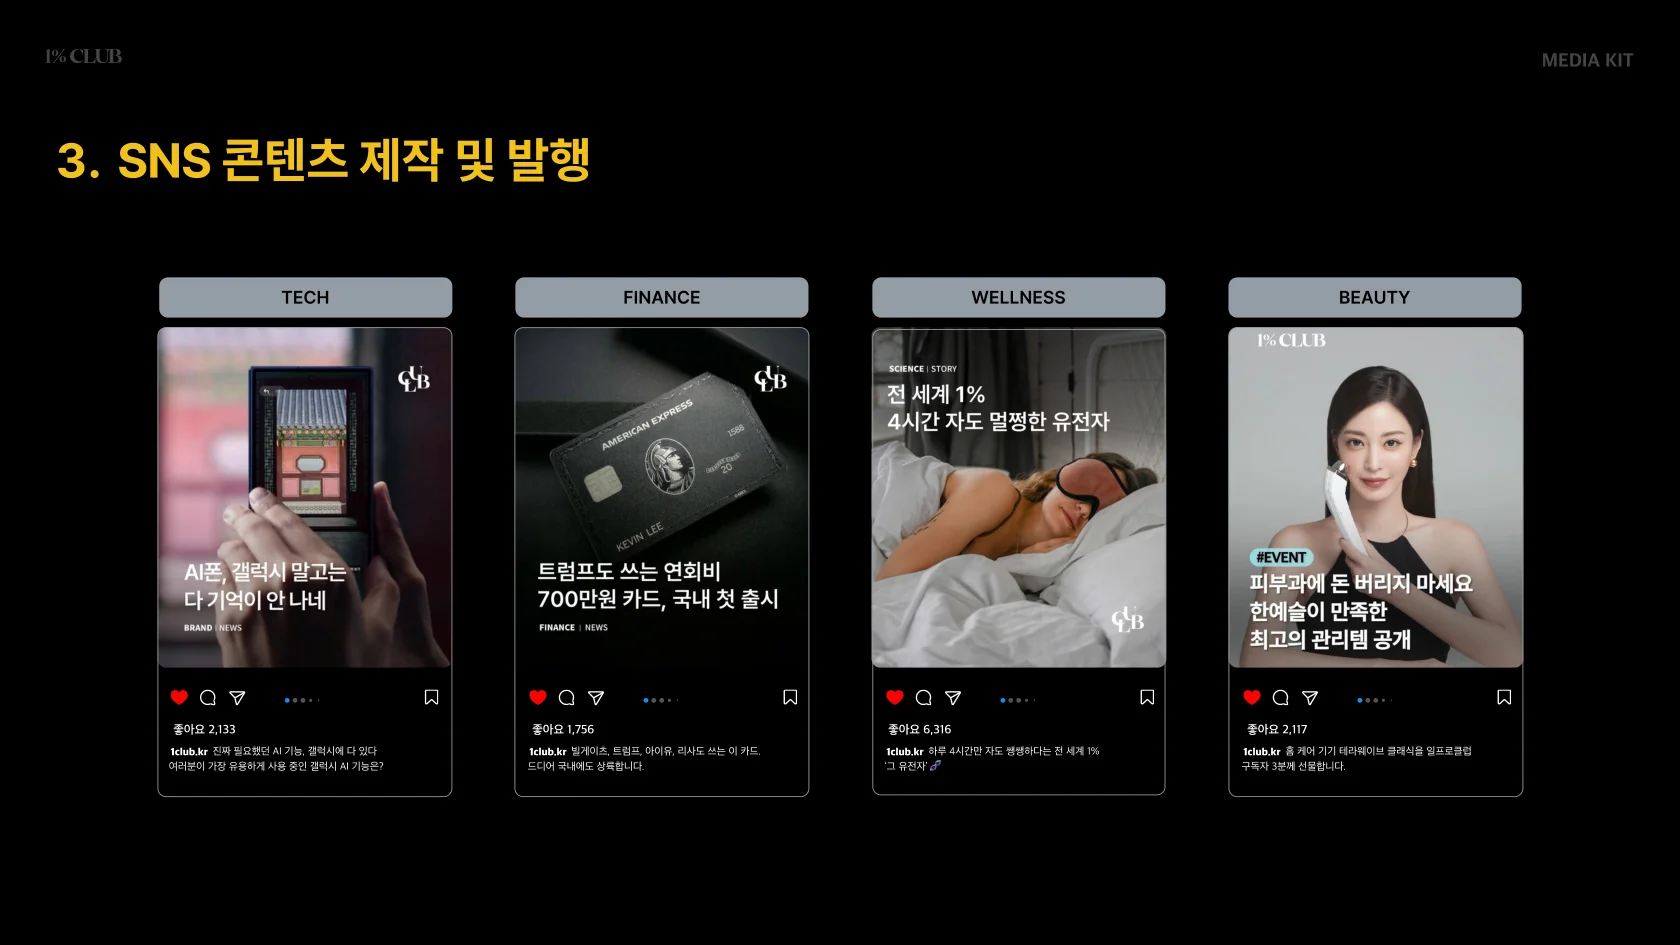 1% CLUB
MEDIA KIT
3. SNS 콘텐츠 제작 및 발행
TECH
CLUB
AI폰, 갤럭시 말고는
다 기억이 안 나네
BRAND | NEWS
좋아요 2,133
1club.kr 진짜 필요했던 AI 기능, 갤럭시에 다 있다
여러분이 가장 유용하게 사용 중인 갤럭시 AI 기능은?
FINANCE
CLUB
AMERICAN EXPRESS
1588
20
KEVIN LEE
트럼프도 쓰는 연회비
700만원 카드, 국내 첫 출시
FINANCE | NEWS
좋아요 1,756
1club.kr 빌게이츠, 트럼프, 아이유, 리사도 쓰는 이 카드.
드디어 국내에도 상륙합니다.
WELLNESS
SCIENCE | STORY
전 세계 1%
4시간 자도 멀쩡한 유전자
CLUB
좋아요 6,316
1club.kr 하루 4시간만 자도 쌩쌩하다는 전 세계 1%
'그 유전자' 🧬
BEAUTY
1% CLUB
#EVENT
피부과에 돈 버리지 마세요
한예슬이 만족한
최고의 관리템 공개
좋아요 2,117
1club.kr 홈 케어 기기 테라웨이브 클래식을 일프로클럽
구독자 3분께 선물합니다.